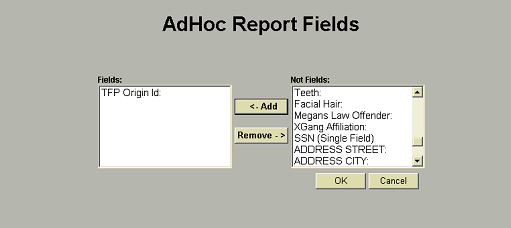 AdHoc Report Fields
Fields:
TFP Origin Id:
<- Add
Remove - >
Not Fields:
Teeth:
Facial Hair:
Megans Law Offender:
XGang Affiliation:
SSN (Single Field)
ADDRESS STREET:
ADDRESS CITY:
OK
Cancel